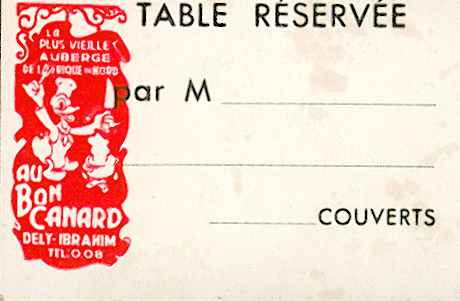 TABLE RÉSERVÉE
par M
COUVERTS
LA
PLUS VIEILLE
AUBERGE
DE L'AFRIQUE DU NORD
AU
BON
CANARD
DELY-IBRAHIM
TEL:0.08